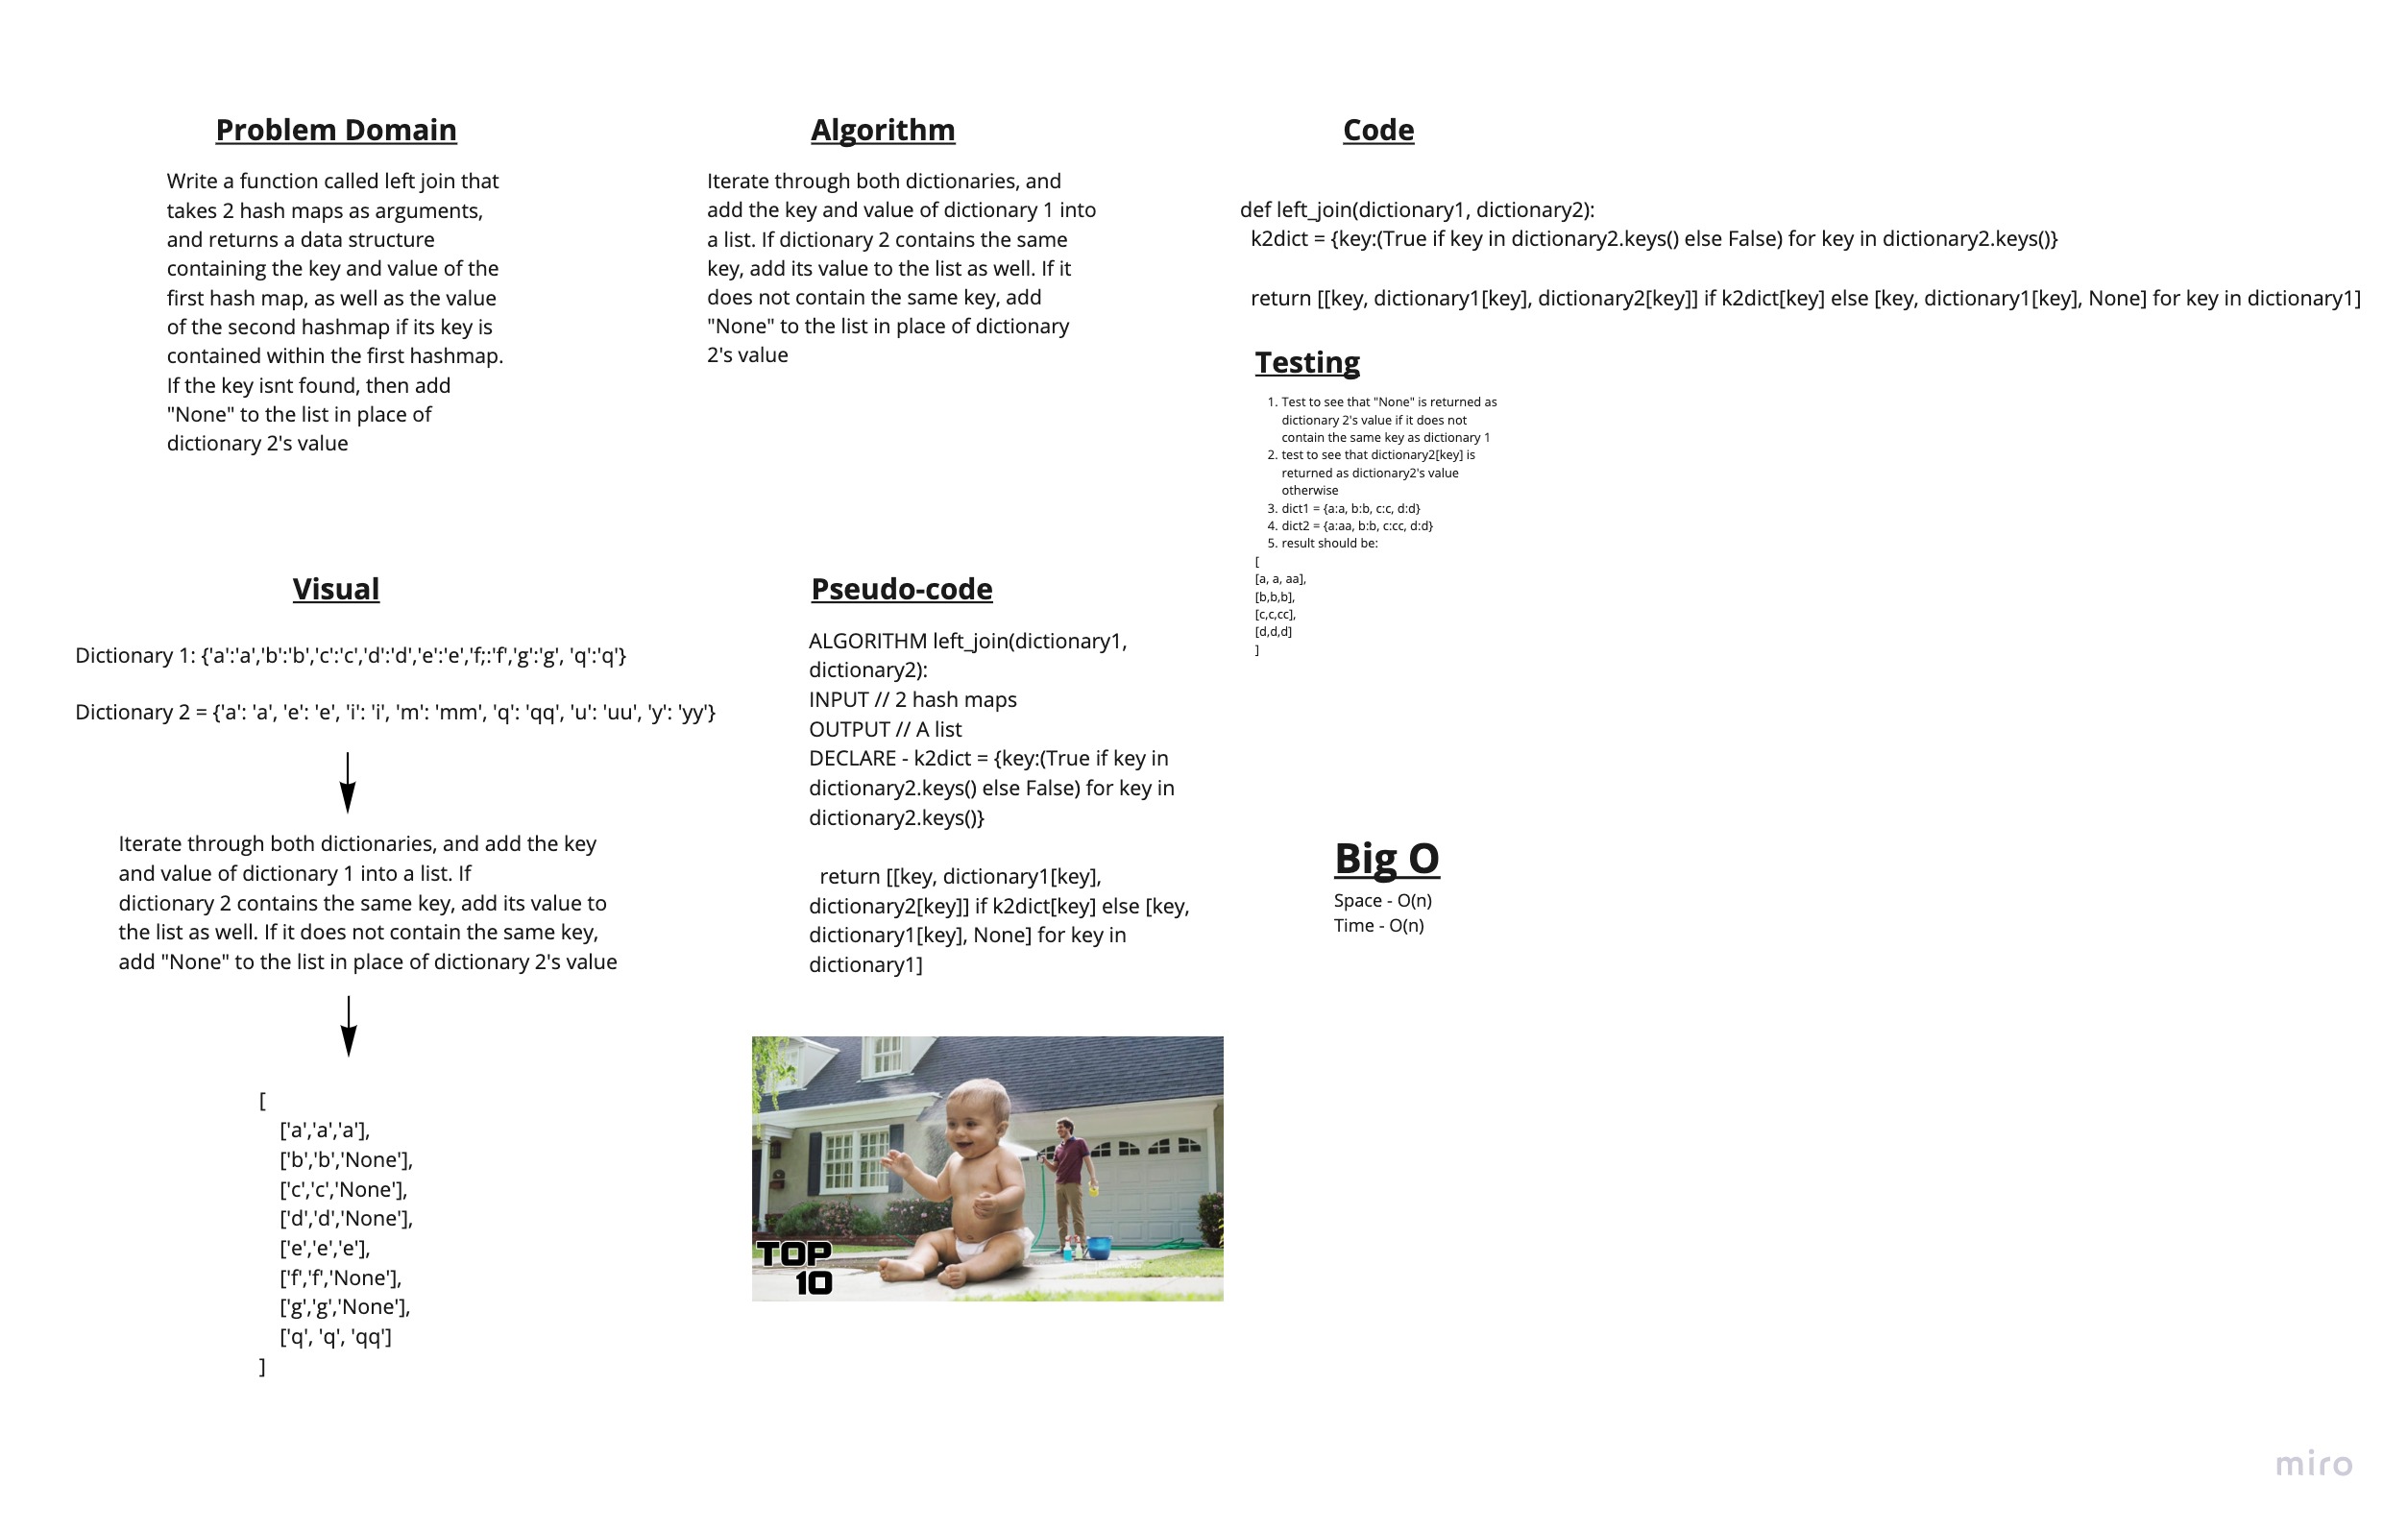 Problem Domain
Write a function called left join that
takes 2 hash maps as arguments,
and returns a data structure
containing the key and value of the
first hash map, as well as the value
of the second hashmap if its key is
contained within the first hashmap.
If the key isnt found, then add
"None" to the list in place of
dictionary 2's value
Algorithm
Iterate through both dictionaries, and
add the key and value of dictionary 1 into
a list. If dictionary 2 contains the same
key, add its value to the list as well. If it
does not contain the same key, add
"None" to the list in place of dictionary
2's value
Code
def left_join(dictionary1, dictionary2):
k2dict = {key:(True if key in dictionary2.keys() else False) for key in dictionary2.keys()}
return [[key, dictionary1[key], dictionary2[key]] if k2dict[key] else [key, dictionary1[key], None] for key in dictionary1]
Testing
1. Test to see that "None" is returned as
dictionary 2's value if it does not
contain the same key as dictionary 1
2. test to see that dictionary2[key] is
returned as dictionary2's value
otherwise
3. dict1 = {a:a, b:b, c:c, d:d}
4. dict2 = {a:aa, b:b, c:cc, d:d}
5. result should be:
[
[a, a, aa],
[b,b,b],
[c,c,cc],
[d,d,d]
]
Visual
Dictionary 1: {'a':'a','b':'b','c':'c','d':'d','e':'e','f;:'f','g':'g', 'q':'q'}
Dictionary 2 = {'a': 'a', 'e': 'e', 'i': 'i', 'm': 'mm', 'q': 'qq', 'u': 'uu', 'y': 'yy'}
Iterate through both dictionaries, and add the key
and value of dictionary 1 into a list. If
dictionary 2 contains the same key, add its value to
the list as well. If it does not contain the same key,
add "None" to the list in place of dictionary 2's value
[
['a','a','a'],
['b','b','None'],
['c','c','None'],
['d','d','None'],
['e','e','e'],
['f','f','None'],
['g','g','None'],
['q', 'q', 'qq']
]
Pseudo-code
ALGORITHM left_join(dictionary1,
dictionary2):
INPUT // 2 hash maps
OUTPUT // A list
DECLARE - k2dict = {key:(True if key in
dictionary2.keys() else False) for key in
dictionary2.keys()}
return [[key, dictionary1[key],
dictionary2[key]] if k2dict[key] else [key,
dictionary1[key], None] for key in
dictionary1]
TOP
10
Big O
Space - O(n)
Time - O(n)
miro